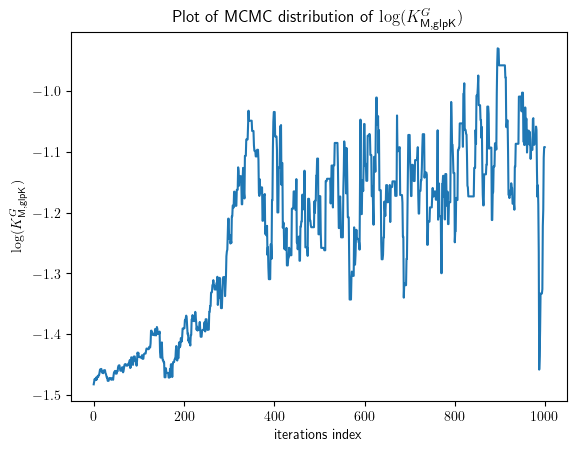 Plot of MCMC distribution of log(K^G_M,glpK)
log(K^G_M,glpK)
−1.0
−1.1
−1.2
−1.3
−1.4
−1.5
0 200 400 600 800 1000
iterations index